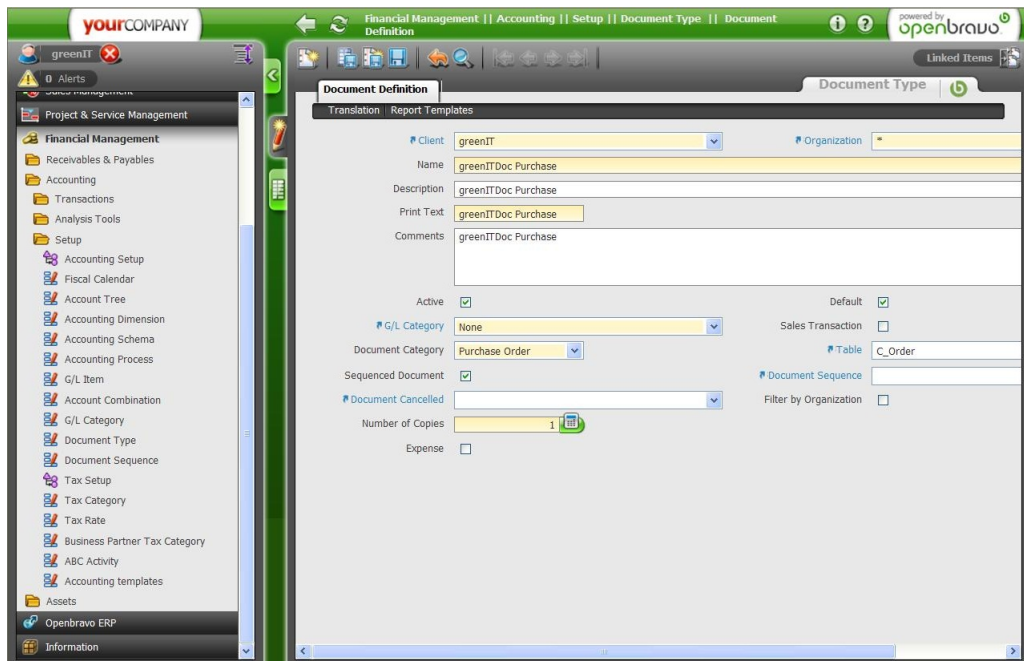 yourCOMPANY
Financial Management || Accounting || Setup || Document Type || Document
Definition
powered by
openbravo
greenIT
0 Alerts
Linked Items
Sales Management
Project & Service Management
Financial Management
Receivables & Payables
Accounting
Transactions
Analysis Tools
Setup
Accounting Setup
Fiscal Calendar
Account Tree
Accounting Dimension
Accounting Schema
Accounting Process
G/L Item
Account Combination
G/L Category
Document Type
Document Sequence
Tax Setup
Tax Category
Tax Rate
Business Partner Tax Category
ABC Activity
Accounting templates
Assets
Openbravo ERP
Information
Document Definition
Document Type
Translation Report Templates
Client greenIT Organization *
Name greenITDoc Purchase
Description greenITDoc Purchase
Print Text greenITDoc Purchase
Comments greenITDoc Purchase
Active Default
G/L Category None Sales Transaction
Document Category Purchase Order Table C_Order
Sequenced Document Document Sequence
Document Cancelled Filter by Organization
Number of Copies 1
Expense